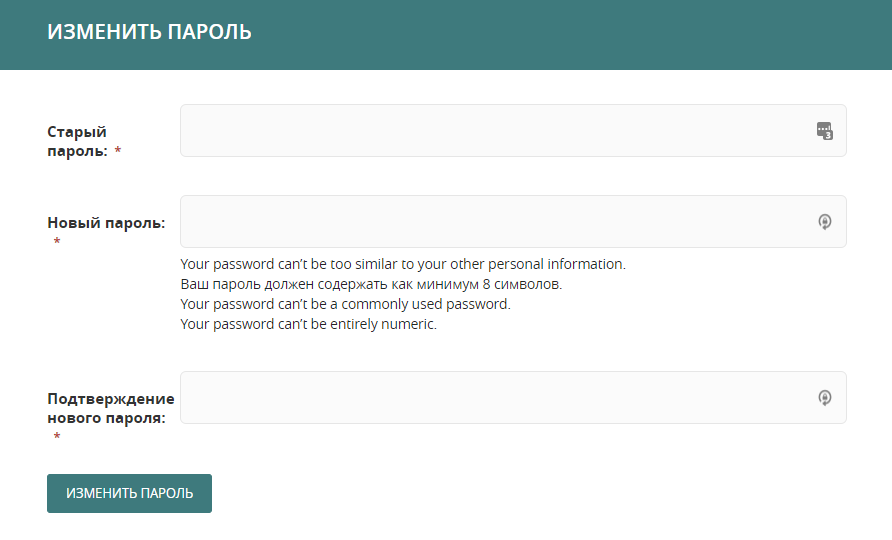 ИЗМЕНИТЬ ПАРОЛЬ
Старый
пароль: *
Новый пароль:
*
Your password can’t be too similar to your other personal information.
Ваш пароль должен содержать как минимум 8 символов.
Your password can’t be a commonly used password.
Your password can’t be entirely numeric.
Подтверждение
нового пароля:
*
ИЗМЕНИТЬ ПАРОЛЬ